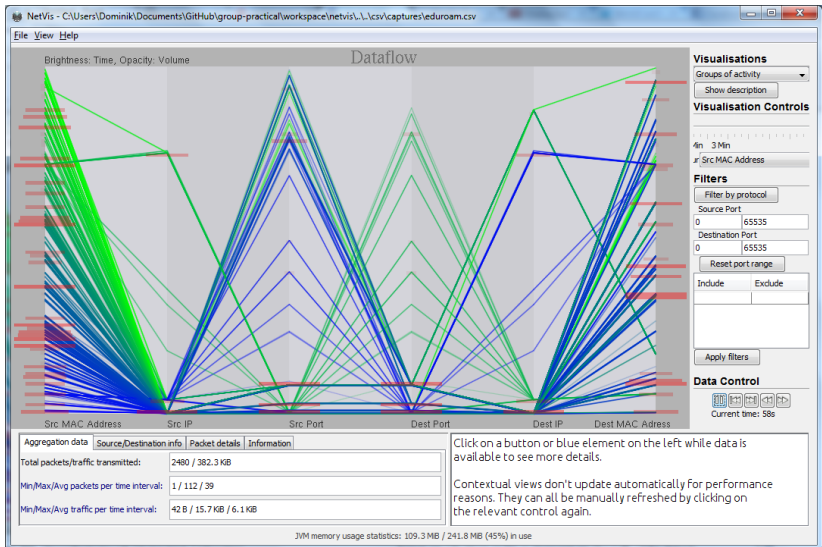 NetVis - C:\Users\Dominik\Documents\GitHub\group-practical\workspace\netvis\..\..\csv\captures\eduroam.csv
File View Help
Brightness: Time, Opacity: Volume
Dataflow
Src MAC Address Src IP Src Port Dest Port Dest IP Dest MAC Adress
Visualisations
Groups of activity
Show description
Visualisation Controls
3 Min
Src MAC Address
Filters
Filter by protocol
Source Port
0 65535
Destination Port
0 65535
Reset port range
Include Exclude
Apply filters
Data Control
Current time: 58s
Aggregation data Source/Destination info Packet details Information
Total packets/traffic transmitted: 2480 / 382.3 KiB
Min/Max/Avg packets per time interval: 1 / 112 / 39
Min/Max/Avg traffic per time interval: 42 B / 15.7 KiB / 6.1 KiB
Click on a button or blue element on the left while data is
available to see more details.
Contextual views don't update automatically for performance
reasons. They can all be manually refreshed by clicking on
the relevant control again.
JVM memory usage statistics: 109.3 MiB / 241.8 MiB (45%) in use